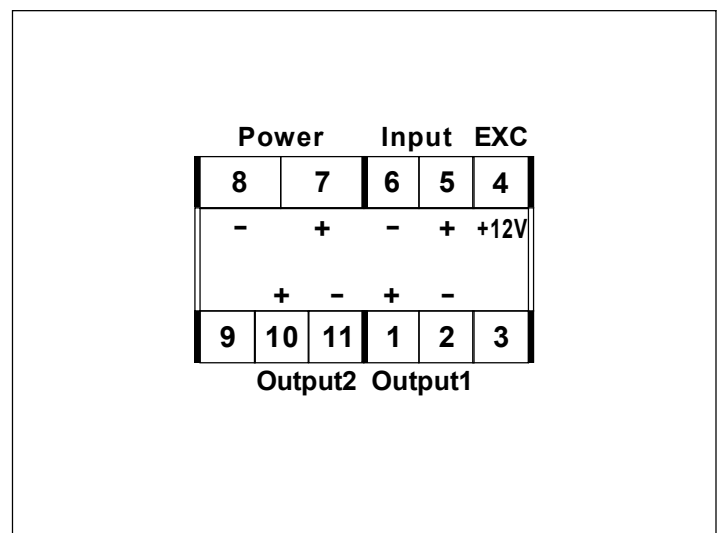 Power Input EXC
8 7 6 5 4
− + − + +12V
+ − + −
9 10 11 1 2 3
Output2 Output1